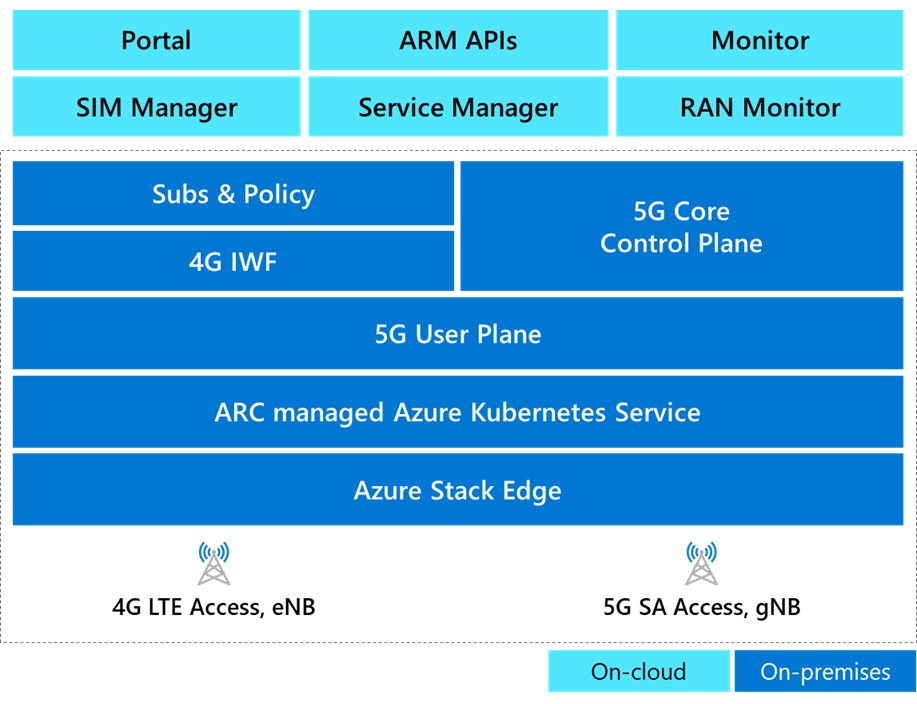 Portal
ARM APIs
Monitor
SIM Manager
Service Manager
RAN Monitor
Subs & Policy
5G Core
Control Plane
4G IWF
5G User Plane
ARC managed Azure Kubernetes Service
Azure Stack Edge
4G LTE Access, eNB
5G SA Access, gNB
On-cloud
On-premises